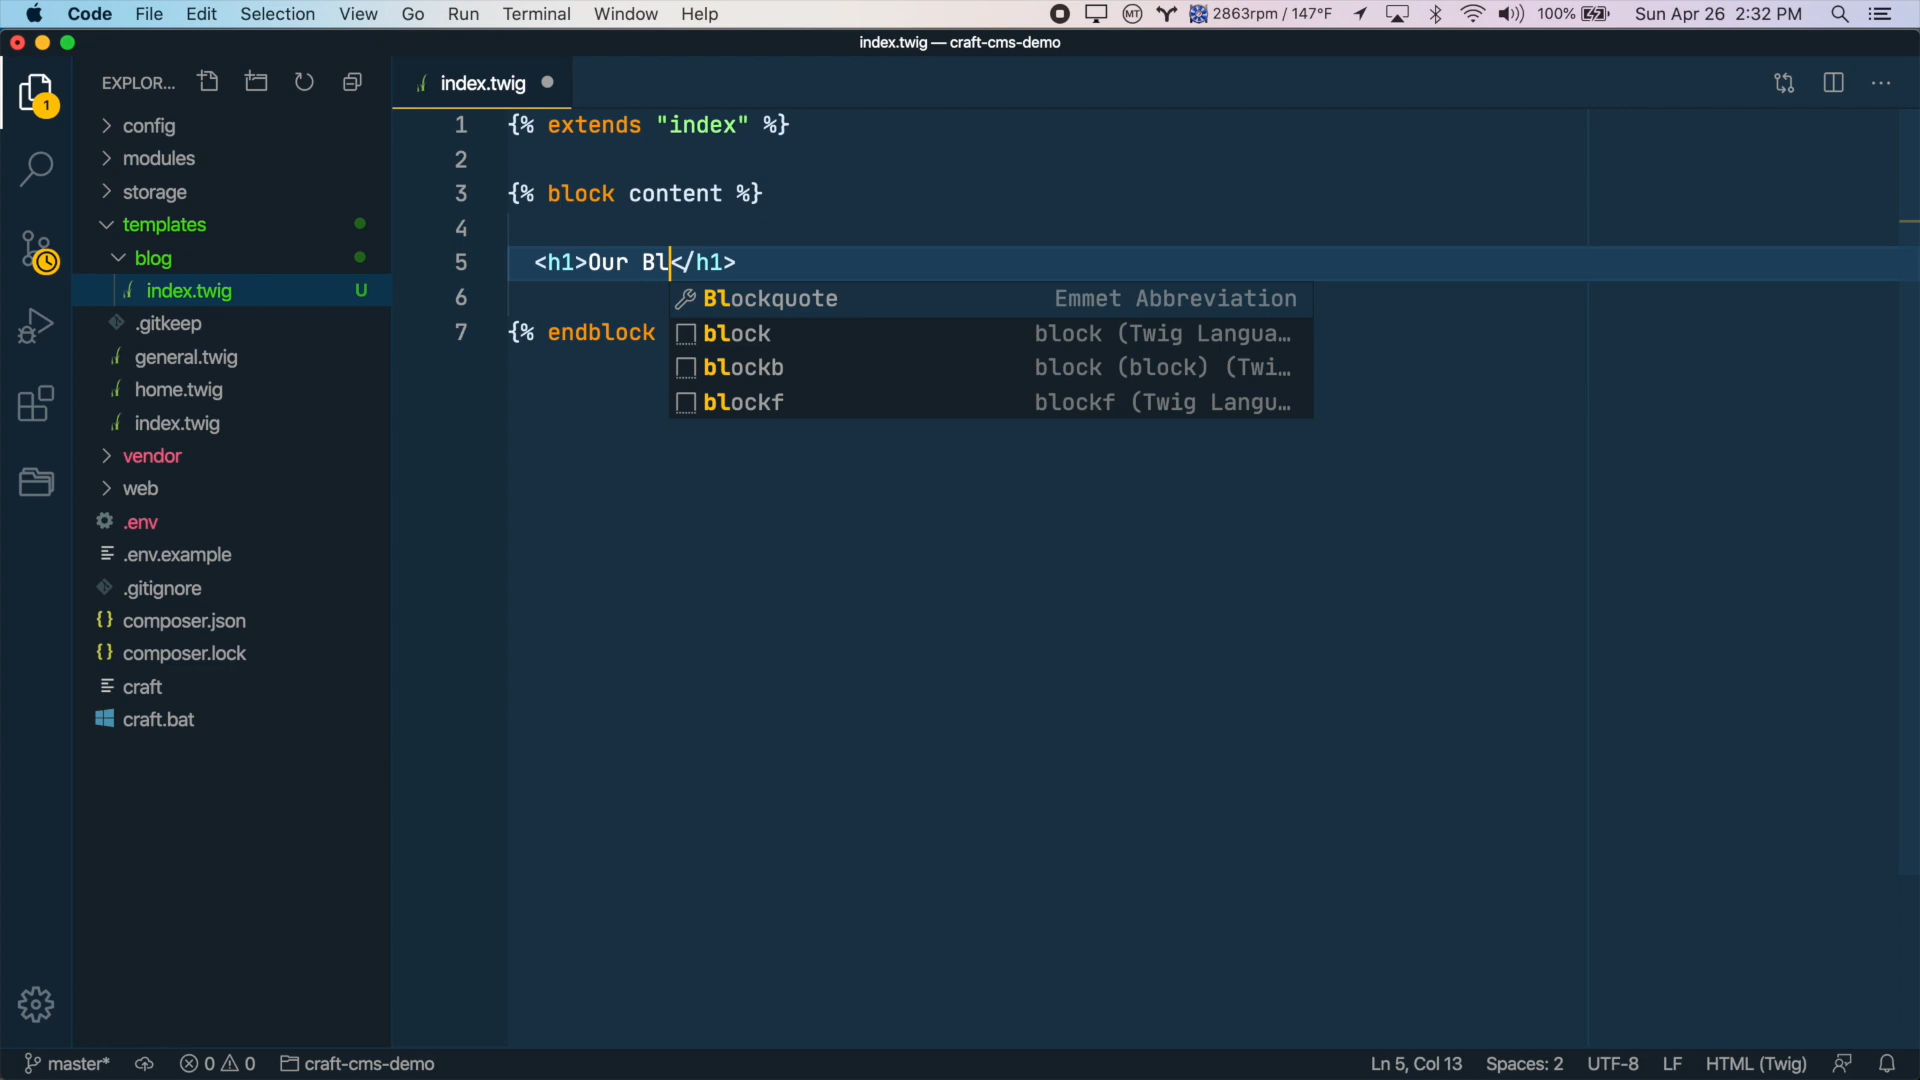 Code File Edit Selection View Go Run Terminal Window Help MT 2863rpm / 147°F 100% Sun Apr 26 2:32 PM
index.twig — craft-cms-demo
EXPLOR...
1
config
modules
storage
templates
blog
index.twig U
.gitkeep
general.twig
home.twig
index.twig
vendor
web
.env
.env.example
.gitignore
composer.json
composer.lock
craft
craft.bat
index.twig
1 {% extends "index" %}
2
3 {% block content %}
4
5 <h1>Our Bl</h1>
6
7 {% endblock
Blockquote Emmet Abbreviation
block block (Twig Langua…
blockb block (block) (Twi…
blockf blockf (Twig Langu…
master* 0 0 craft-cms-demo Ln 5, Col 13 Spaces: 2 UTF-8 LF HTML (Twig)